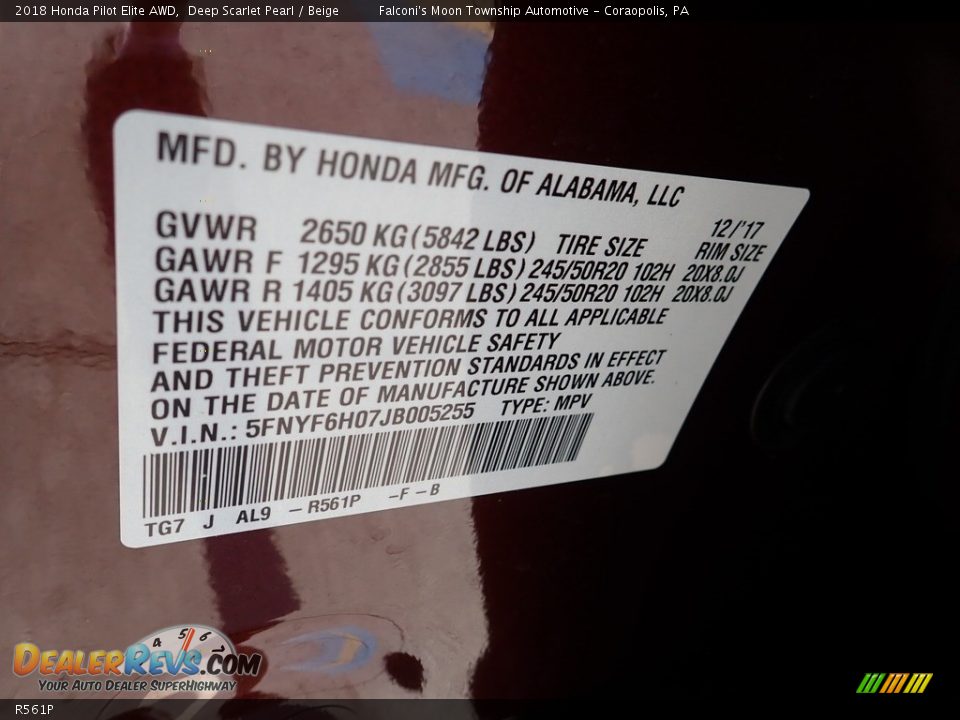 2018 Honda Pilot Elite AWD, Deep Scarlet Pearl / Beige Falconi's Moon Township Automotive - Coraopolis, PA
MFD. BY HONDA MFG. OF ALABAMA, LLC
12/'17
GVWR 2650 KG (5842 LBS) TIRE SIZE RIM SIZE
GAWR F 1295 KG (2855 LBS) 245/50R20 102H 20X8.0J
GAWR R 1405 KG (3097 LBS) 245/50R20 102H 20X8.0J
THIS VEHICLE CONFORMS TO ALL APPLICABLE
FEDERAL MOTOR VEHICLE SAFETY
AND THEFT PREVENTION STANDARDS IN EFFECT
ON THE DATE OF MANUFACTURE SHOWN ABOVE.
V.I.N.: 5FNYF6H07JB005255 TYPE: MPV
TG7 J AL9 -R561P -F-B
4 5 6
DealerRevs.com
Your Auto Dealer SuperHighway
R561P